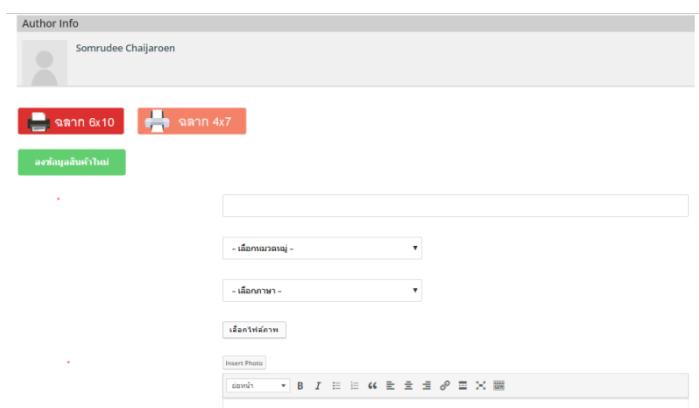 Author Info
Somrudee Chaijaroen
ฉลาก 6x10
ฉลาก 4x7
ลงข้อมูลสินค้าใหม่
*
- เลือกหมวดหมู่ -
- เลือกภาษา -
เลือกไฟล์ภาพ
*
Insert Photo
ย่อหน้า